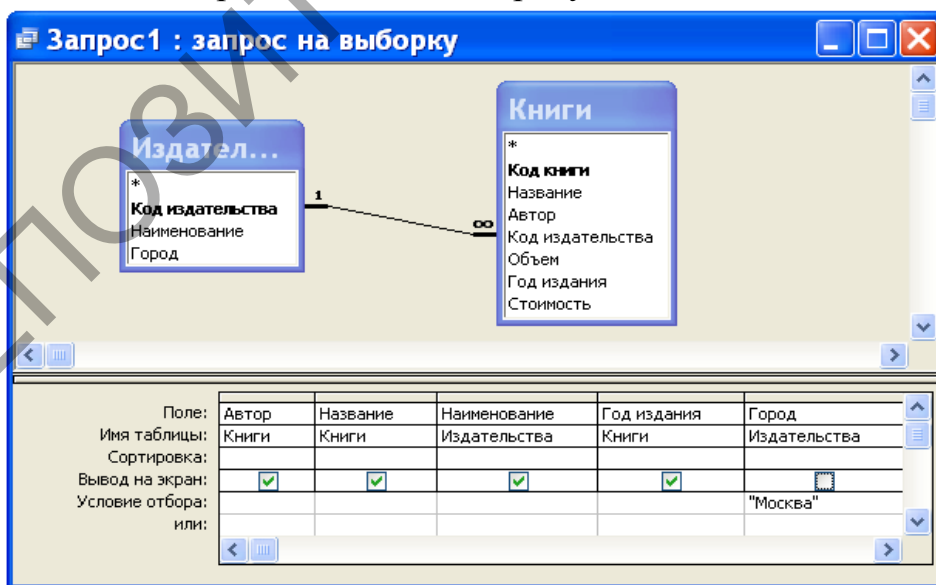 Запрос1 : запрос на выборку
Издател...
*
Код издательства
Наименование
Город
1
∞
Книги
*
Код книги
Название
Автор
Код издательства
Объем
Год издания
Стоимость
Поле: Автор Название Наименование Год издания Город
Имя таблицы: Книги Книги Издательства Книги Издательства
Сортировка:
Вывод на экран:
Условие отбора: "Москва"
или: